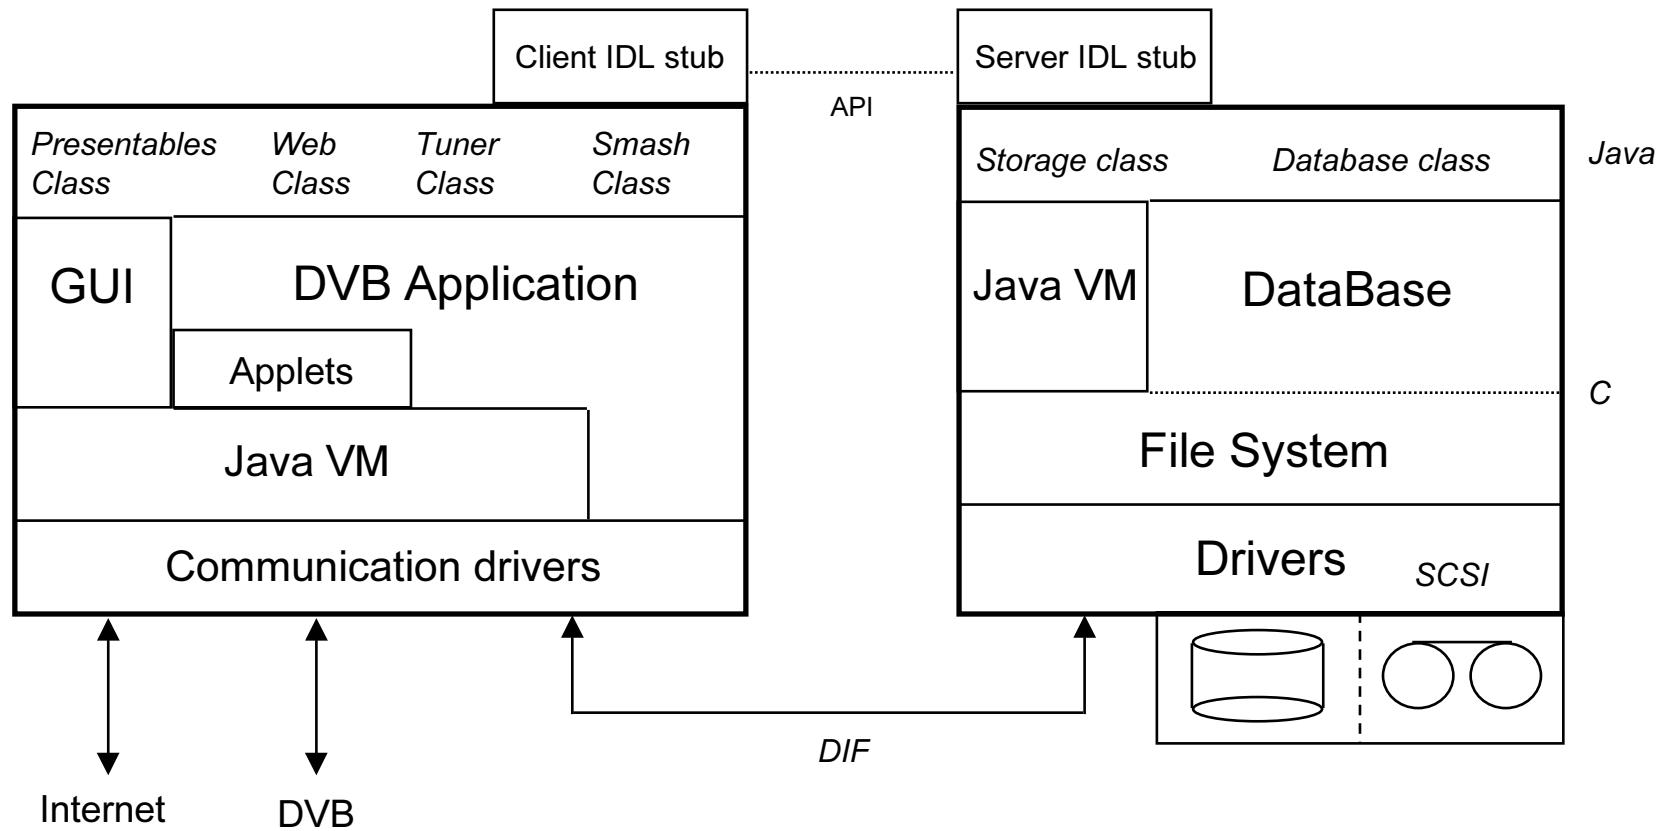 Client IDL stub
Server IDL stub
API
Presentables
Class
Web
Class
Tuner
Class
Smash
Class
Storage class
Database class
Java
GUI
DVB Application
Java VM
DataBase
Applets
C
Java VM
File System
Communication drivers
Drivers
SCSI
DIF
Internet
DVB